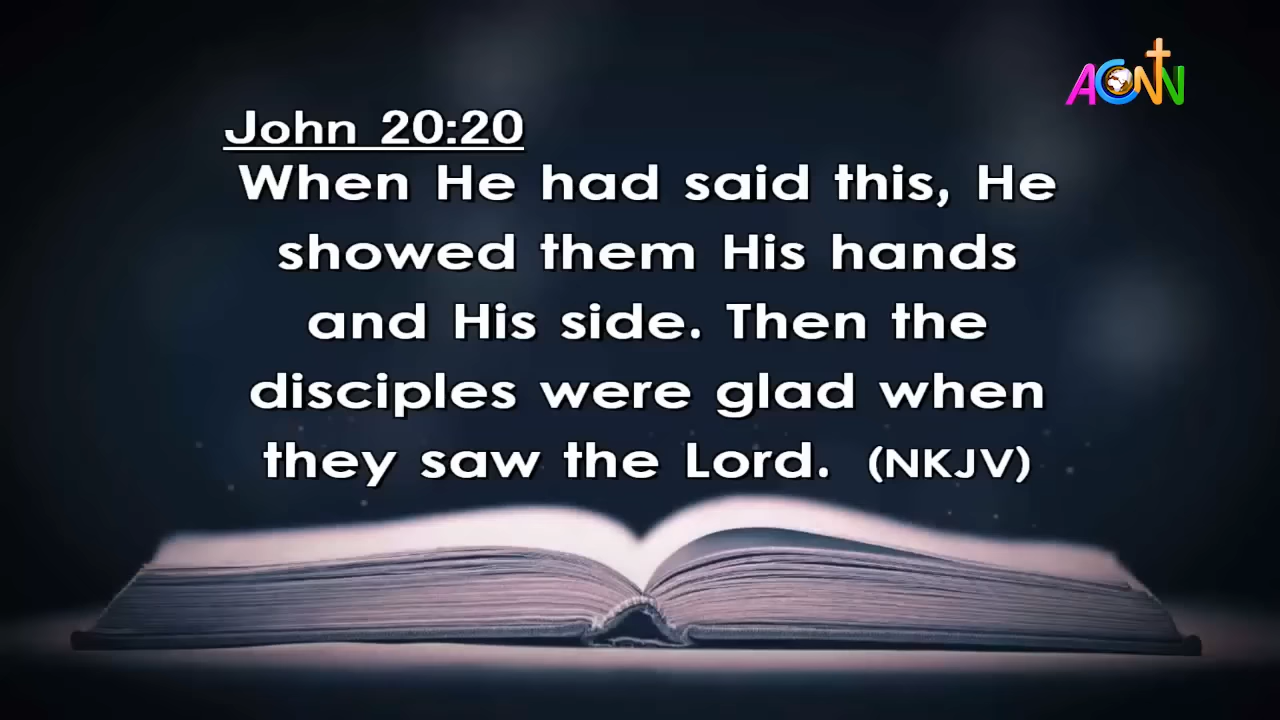 ACNN
John 20:20
When He had said this, He
showed them His hands
and His side. Then the
disciples were glad when
they saw the Lord. (NKJV)